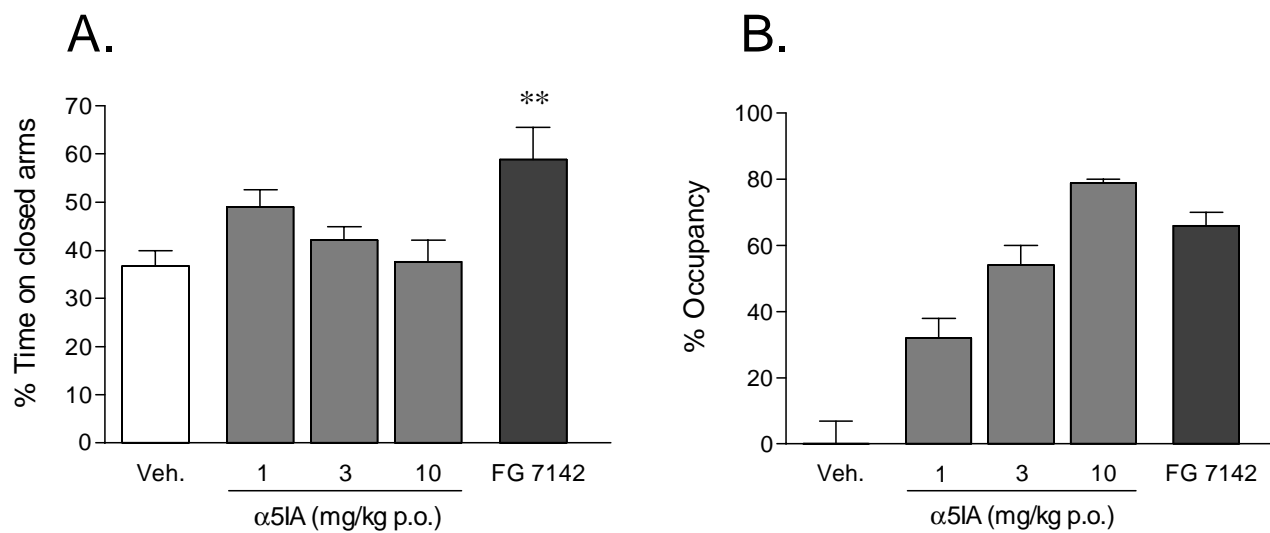 A.
% Time on closed arms
70
60
50
40
30
20
10
0
**
Veh.
1
3
10
FG 7142
α5IA (mg/kg p.o.)
B.
% Occupancy
100
80
60
40
20
0
Veh.
1
3
10
FG 7142
α5IA (mg/kg p.o.)